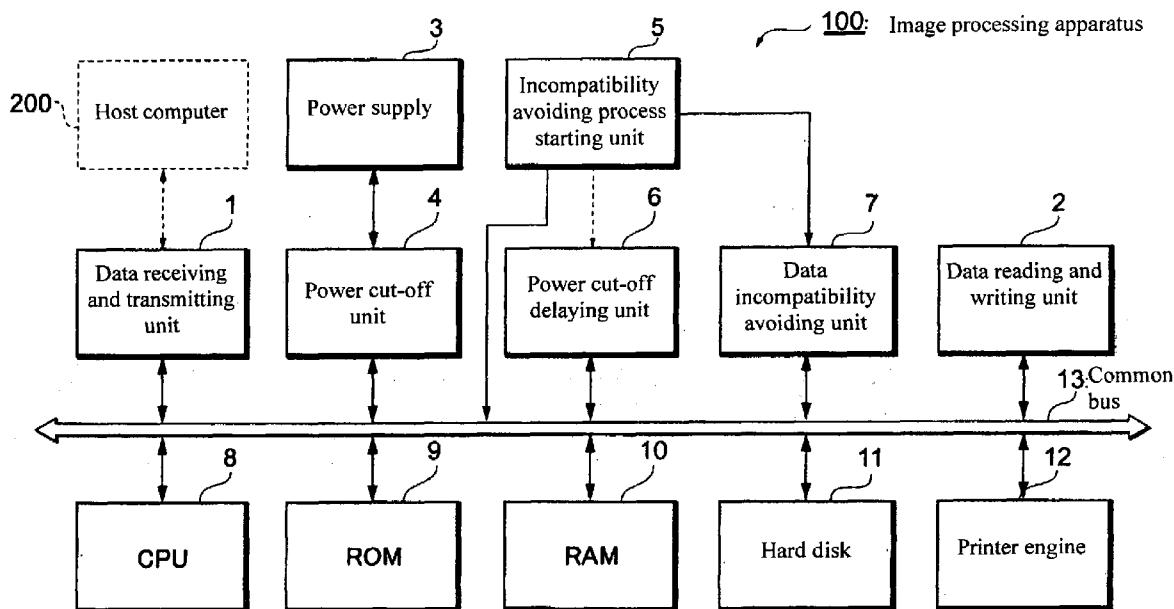 100: Image processing apparatus
3
5
200
Host computer
Power supply
Incompatibility
avoiding process
starting unit
1
4
6
7
2
Data receiving
and transmitting
unit
Power cut-off
unit
Power cut-off
delaying unit
Data
incompatibility
avoiding unit
Data reading and
writing unit
13: Common
bus
8
9
10
11
12
CPU
ROM
RAM
Hard disk
Printer engine